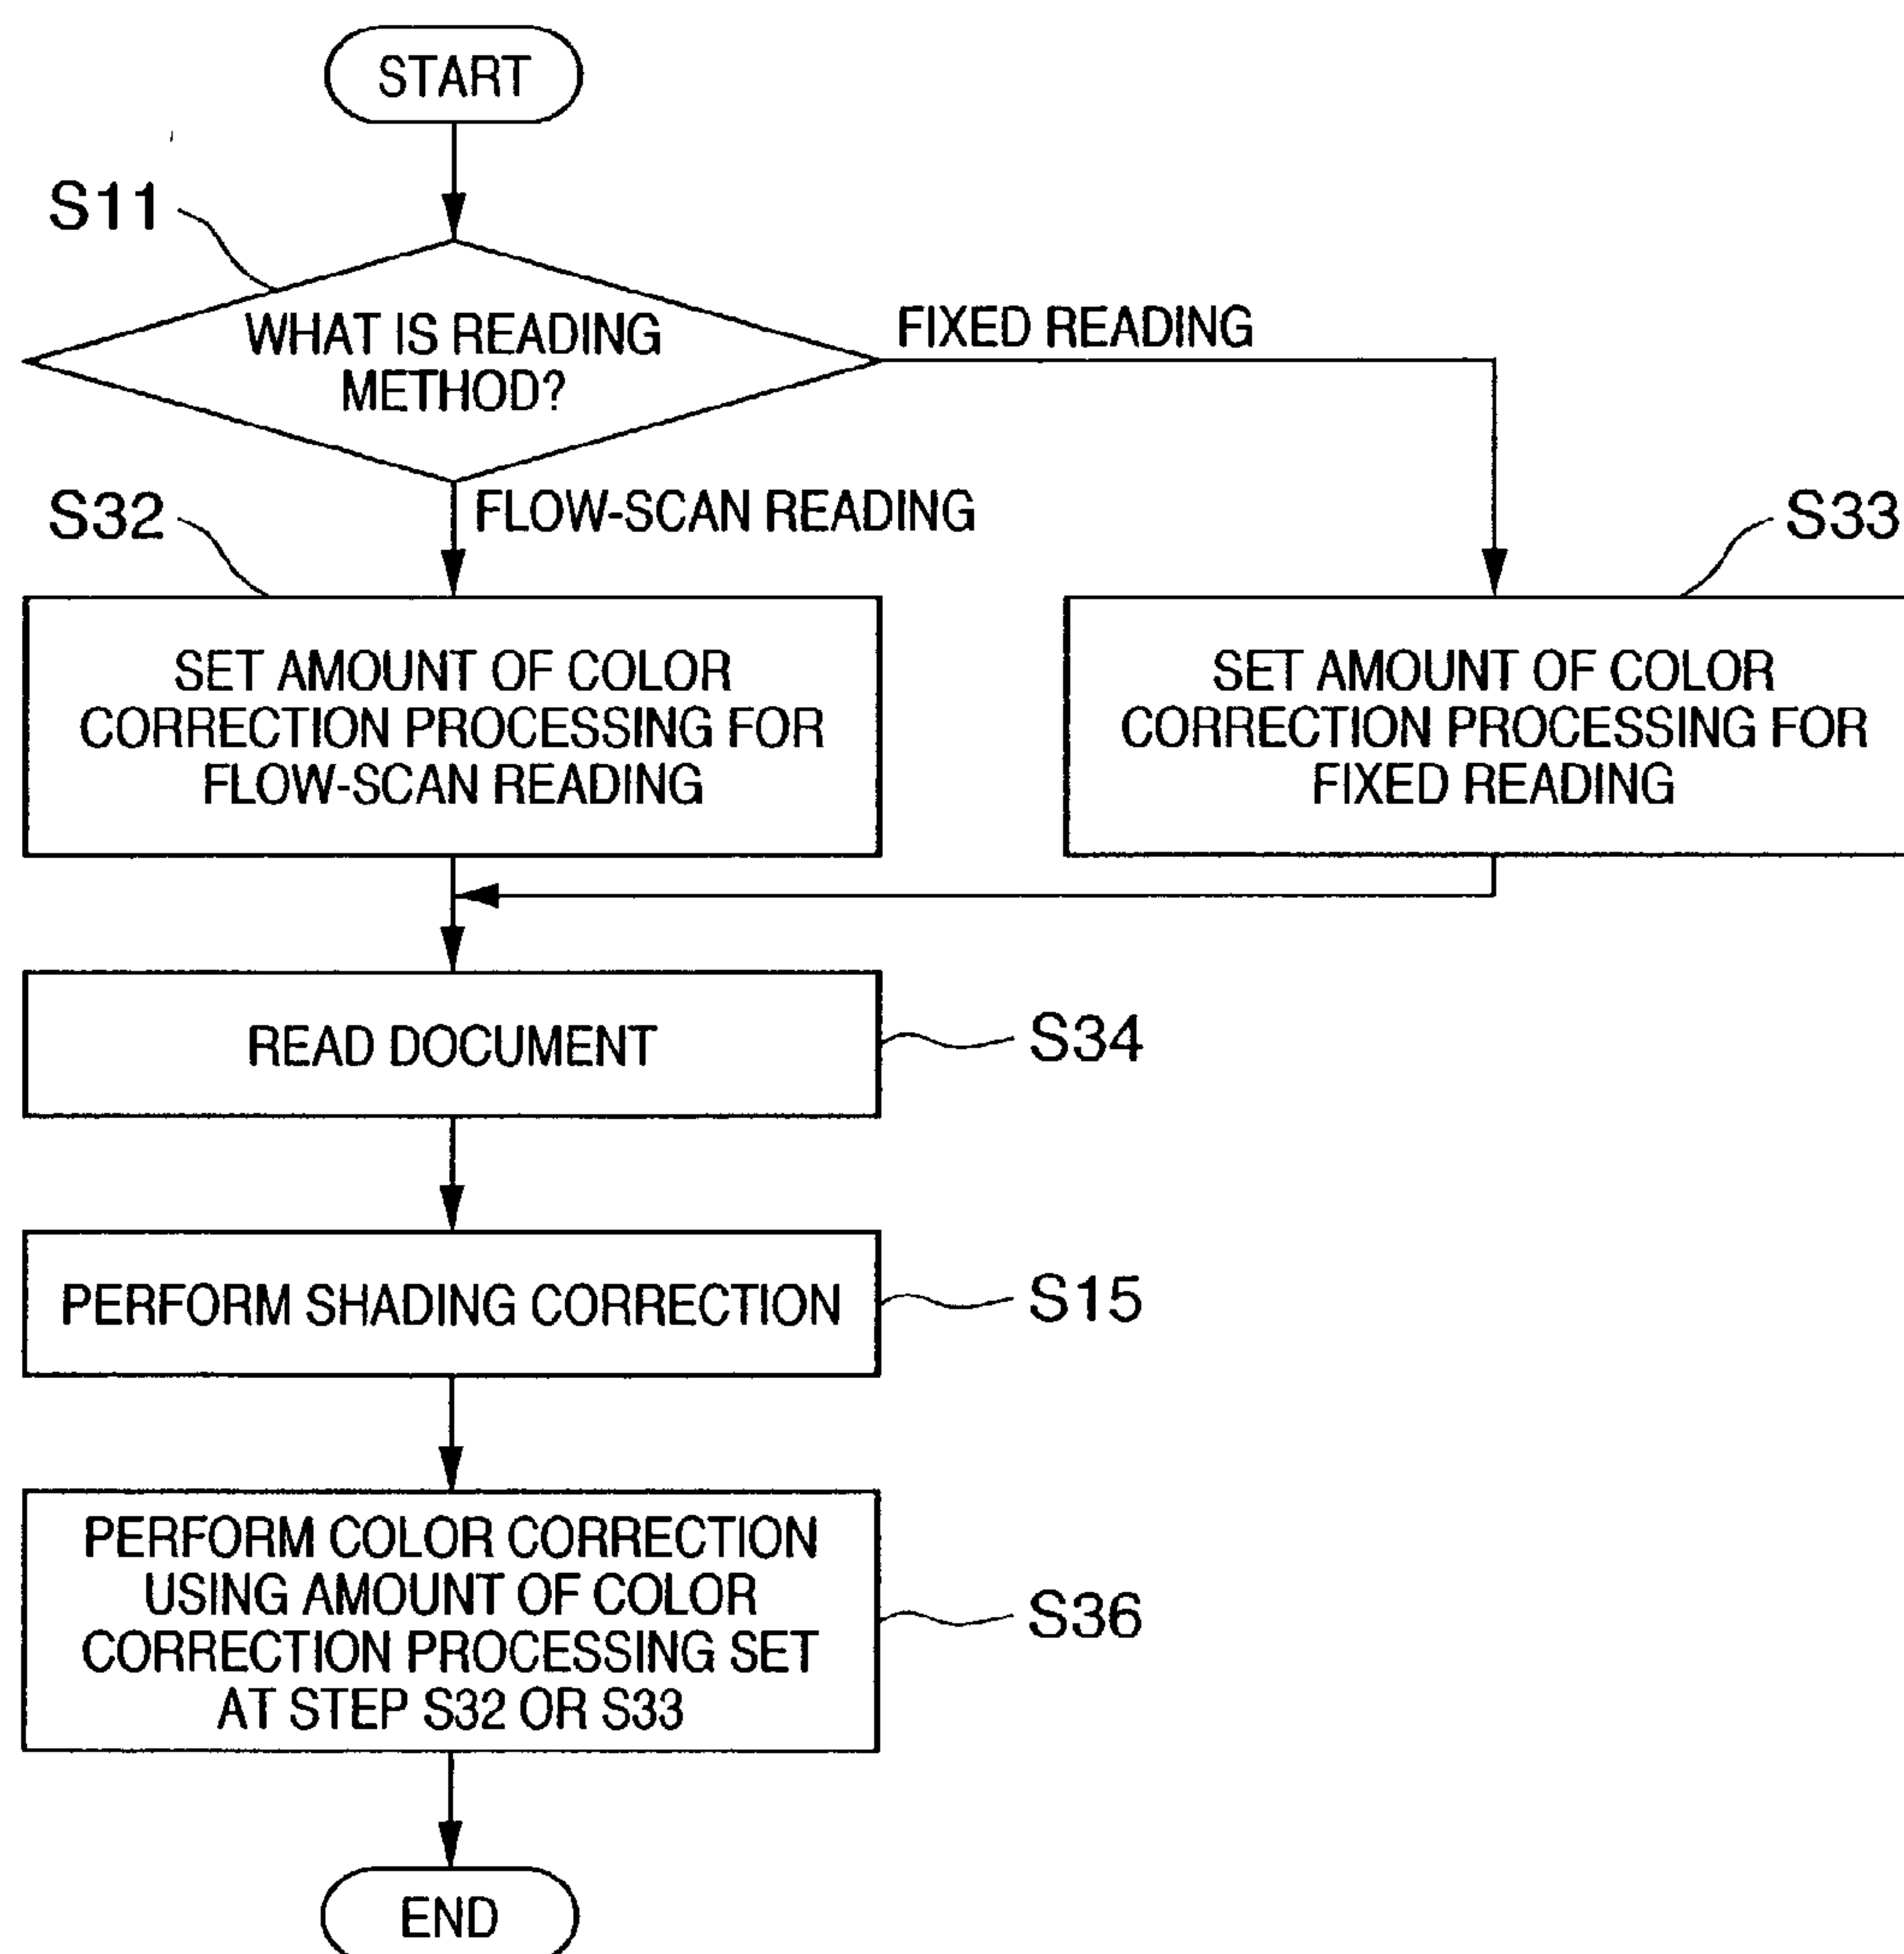 START
S11
WHAT IS READING
METHOD?
FIXED READING
S32
FLOW-SCAN READING
S33
SET AMOUNT OF COLOR
CORRECTION PROCESSING FOR
FLOW-SCAN READING
SET AMOUNT OF COLOR
CORRECTION PROCESSING FOR
FIXED READING
READ DOCUMENT
S34
PERFORM SHADING CORRECTION
S15
PERFORM COLOR CORRECTION
USING AMOUNT OF COLOR
CORRECTION PROCESSING SET
AT STEP S32 OR S33
S36
END